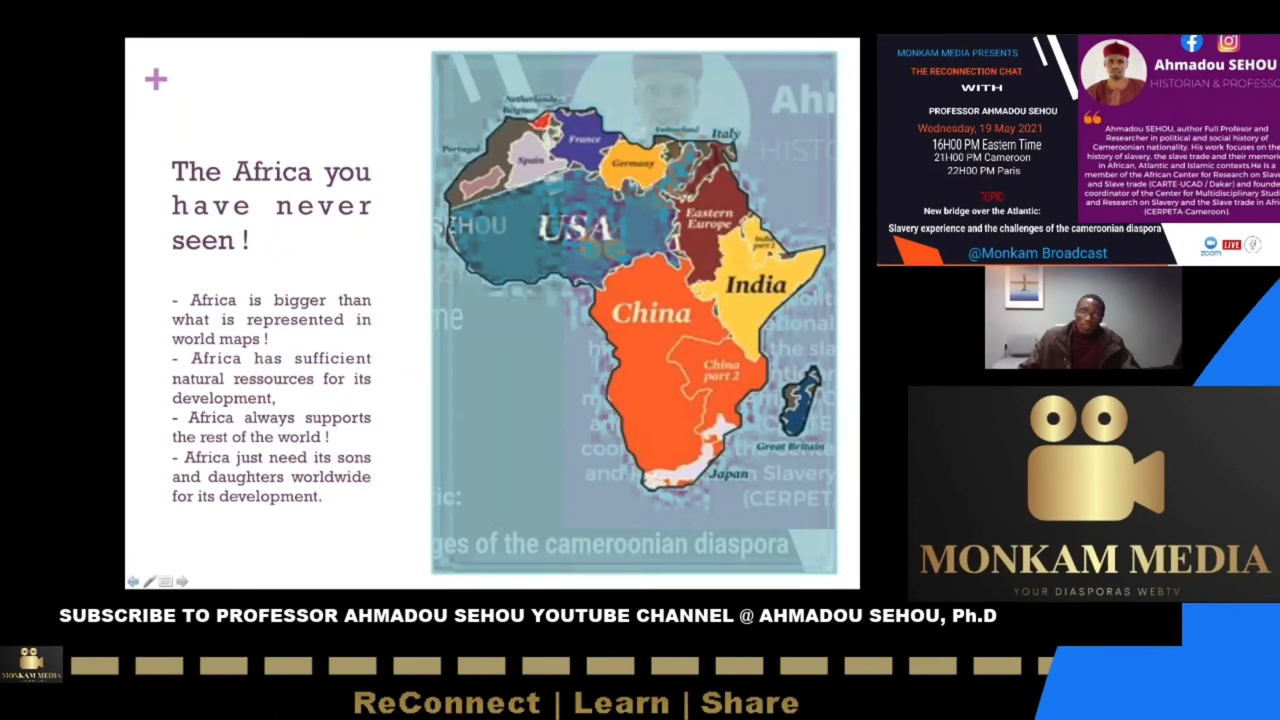 +
The Africa you
have never
seen !
- Africa is bigger than
what is represented in
world maps !
- Africa has sufficient
natural ressources for its
development,
- Africa always supports
the rest of the world !
- Africa just need its sons
and daughters worldwide
for its development.
Netherlands
Belgium
Portugal
Spain
France
Germany
Switzerland
Italy
USA
Eastern
Europe
India
part 2
India
China
China
part 2
Great Britain
Japan
SEHOU
ges of the cameroonian diaspora
n Slavery
(CERPET
MONKAM MEDIA PRESENTS
THE RECONNECTION CHAT
WITH
PROFESSOR AHMADOU SEHOU
Wednesday, 19 May 2021
16H00 PM Eastern Time
21H00 PM Cameroon
22H00 PM Paris
TOPIC:
New bridge over the Atlantic:
Slavery experience and the challenges of the cameroonian diaspora
@Monkam Broadcast
Ahmadou SEHOU
HISTORIAN & PROFESSO
Ahmadou SEHOU, author Full Profesor and
Researcher in political and social history of
Cameroonian nationality. His work focuses on the
history of slavery, the slave trade and their memori
in African, Atlantic and Islamic contexts.He is a
member of the African Center for Research on Slave
and Slave trade (CARTE-UCAD / Dakar) and founde
coordinator of the Center for Multidisciplinary Studi
and Research on Slavery and the Slave trade in Afri
(CERPETA-Cameroon).
zoom LIVE
MONKAM MEDIA
YOUR DIASPORAS WEBTV
SUBSCRIBE TO PROFESSOR AHMADOU SEHOU YOUTUBE CHANNEL @ AHMADOU SEHOU, Ph.D
MONKAM MEDIA
ReConnect | Learn | Share